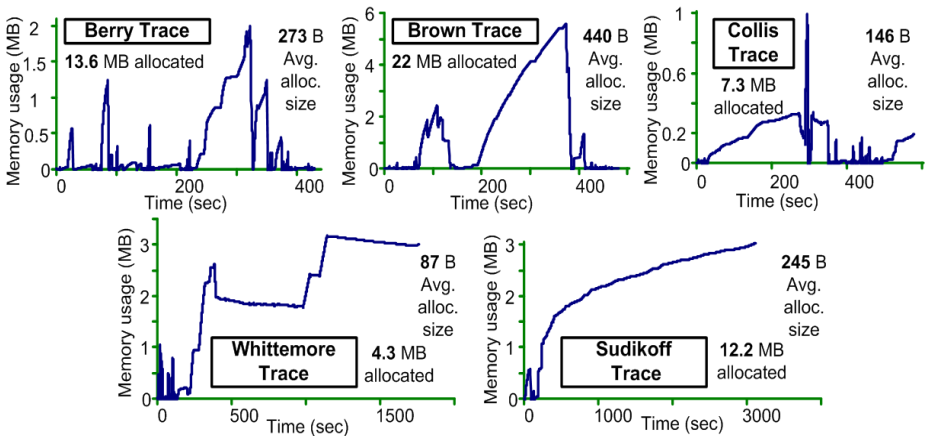 Memory usage (MB)
2
1.5
1
0.5
0
Berry Trace
13.6 MB allocated
273 B
Avg.
alloc.
size
0
200
400
Time (sec)
Memory usage (MB)
6
4
2
0
Brown Trace
22 MB allocated
440 B
Avg.
alloc.
size
0
200
400
Time (sec)
Memory usage (MB)
1
0.6
0.2
0
Collis
Trace
7.3 MB
allocated
146 B
Avg.
alloc.
size
0
200
400
Time (sec)
Memory usage (MB)
3
2
1
0
87 B
Avg.
alloc.
size
Whittemore
Trace
4.3 MB
allocated
500
1500
Time (sec)
Memory usage (MB)
3
2
1
0
245 B
Avg.
alloc.
size
Sudikoff
Trace
12.2 MB
allocated
0
1000
3000
Time (sec)